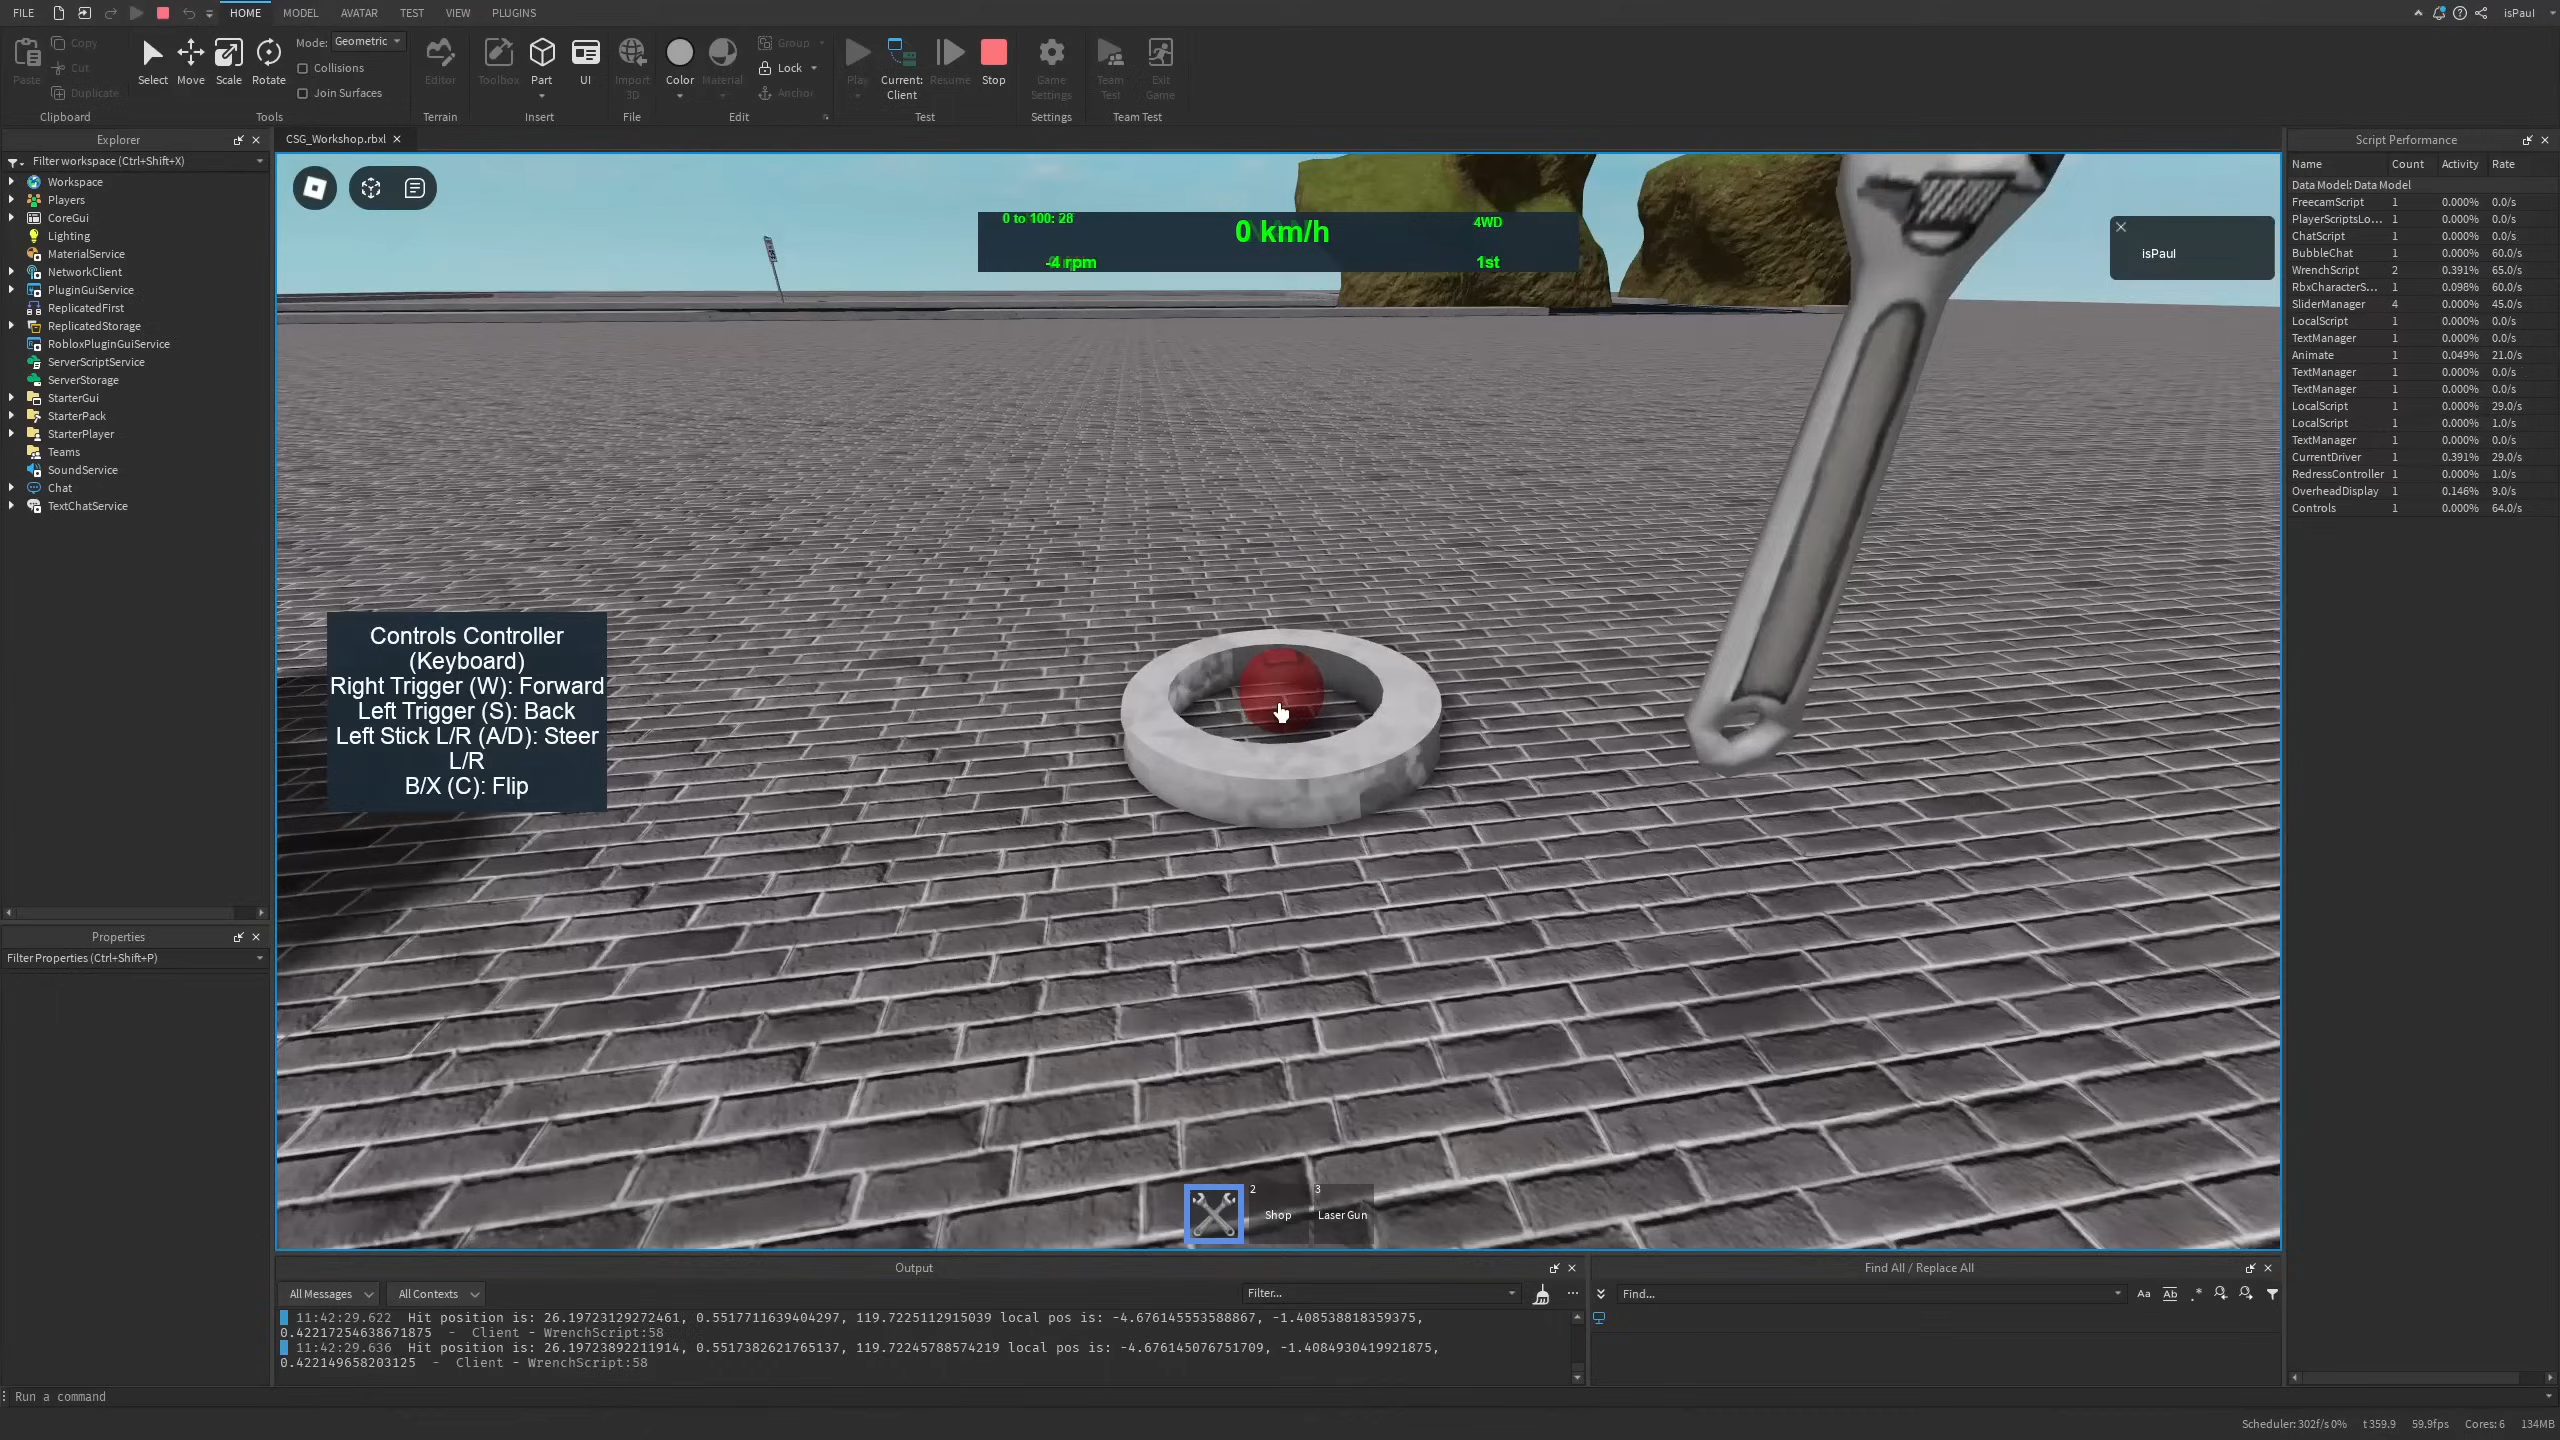 FILE HOME MODEL AVATAR TEST VIEW PLUGINS isPaul
Paste Copy Cut Duplicate Clipboard
Select Move Scale Rotate Mode: Geometric Collisions Join Surfaces Tools
Editor Terrain
Toolbox Part UI Insert
Import 3D File
Color Material Group Lock Anchor Edit
Play Current: Client Resume Stop Test
Game Settings Settings
Team Test Exit Game Team Test
Explorer
Filter workspace (Ctrl+Shift+X)
Workspace
Players
CoreGui
Lighting
MaterialService
NetworkClient
PluginGuiService
ReplicatedFirst
ReplicatedStorage
RobloxPluginGuiService
ServerScriptService
ServerStorage
StarterGui
StarterPack
StarterPlayer
Teams
SoundService
Chat
TextChatService
Properties
Filter Properties (Ctrl+Shift+P)
CSG_Workshop.rbxl
0 to 100: 28
0 km/h
4WD
-4 rpm
1st
isPaul
Controls Controller
(Keyboard)
Right Trigger (W): Forward
Left Trigger (S): Back
Left Stick L/R (A/D): Steer
L/R
B/X (C): Flip
2 Shop
3 Laser Gun
Script Performance
Name Count Activity Rate
Data Model: Data Model
FreecamScript 1 0.000% 0.0/s
PlayerScriptsLo... 1 0.000% 0.0/s
ChatScript 1 0.000% 0.0/s
BubbleChat 1 0.000% 60.0/s
WrenchScript 2 0.391% 65.0/s
RbxCharacterS... 1 0.098% 60.0/s
SliderManager 4 0.000% 45.0/s
LocalScript 1 0.000% 0.0/s
TextManager 1 0.000% 0.0/s
Animate 1 0.049% 21.0/s
TextManager 1 0.000% 0.0/s
TextManager 1 0.000% 0.0/s
LocalScript 1 0.000% 29.0/s
LocalScript 1 0.000% 1.0/s
TextManager 1 0.000% 0.0/s
CurrentDriver 1 0.391% 29.0/s
RedressController 1 0.000% 1.0/s
OverheadDisplay 1 0.146% 9.0/s
Controls 1 0.000% 64.0/s
Output
All Messages All Contexts Filter...
11:42:29.622 Hit position is: 26.19723129272461, 0.5517711639404297, 119.7225112915039 local pos is: -4.676145553588867, -1.408538818359375,
0.42217254638671875 - Client - WrenchScript:58
11:42:29.636 Hit position is: 26.19723892211914, 0.5517382621765137, 119.72245788574219 local pos is: -4.676145076751709, -1.4084930419921875,
0.422149658203125 - Client - WrenchScript:58
Find All / Replace All
Find... Aa Ab .*
Run a command
Scheduler: 302f/s 0% t 359.9 59.9fps Cores: 6 134MB